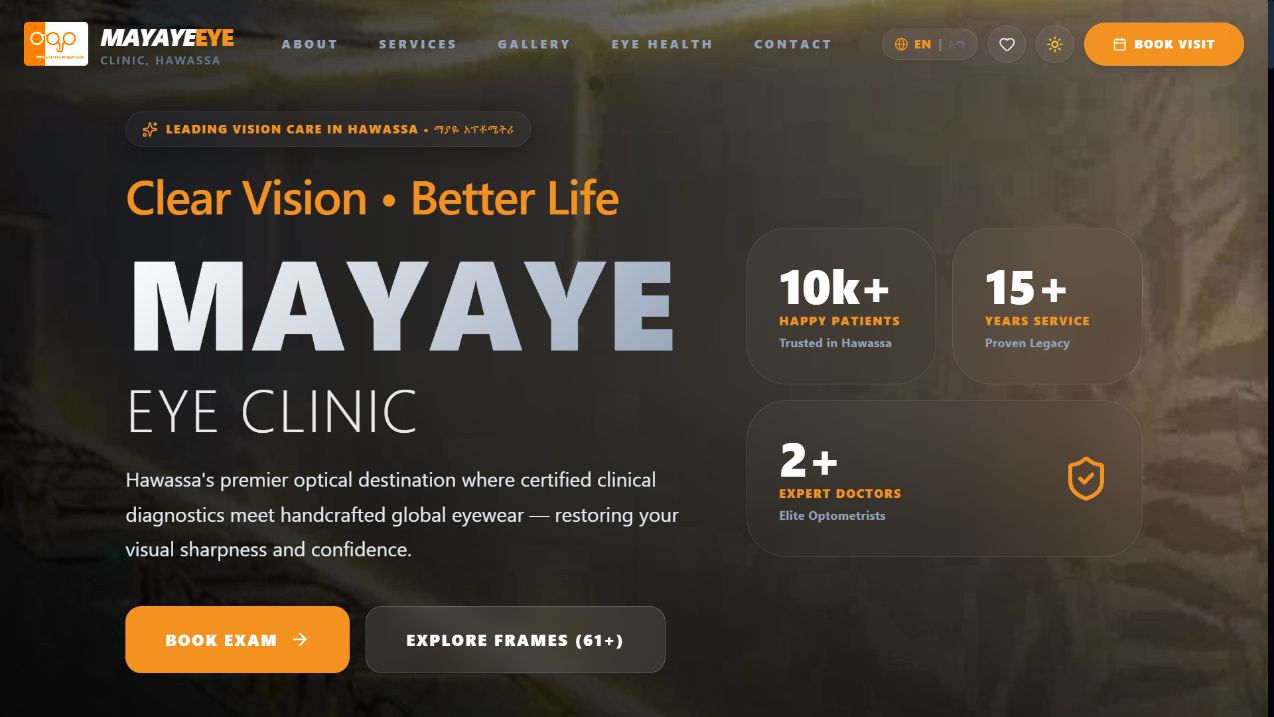 MAYAYEEYE
CLINIC, HAWASSA
ABOUT
SERVICES
GALLERY
EYE HEALTH
CONTACT
EN | አማ
BOOK VISIT
LEADING VISION CARE IN HAWASSA • ማያዬ ኦፕቶሜትሪ
Clear Vision • Better Life
MAYAYE
EYE CLINIC
Hawassa's premier optical destination where certified clinical
diagnostics meet handcrafted global eyewear — restoring your
visual sharpness and confidence.
BOOK EXAM
EXPLORE FRAMES (61+)
10k+
HAPPY PATIENTS
Trusted in Hawassa
15+
YEARS SERVICE
Proven Legacy
2+
EXPERT DOCTORS
Elite Optometrists